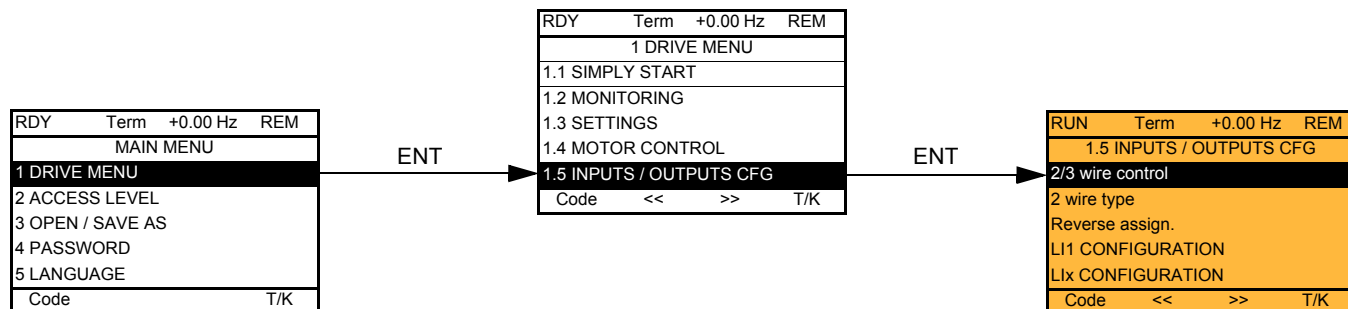 RDY Term +0.00 Hz REM
MAIN MENU
1 DRIVE MENU
2 ACCESS LEVEL
3 OPEN / SAVE AS
4 PASSWORD
5 LANGUAGE
Code T/K
ENT
RDY Term +0.00 Hz REM
1 DRIVE MENU
1.1 SIMPLY START
1.2 MONITORING
1.3 SETTINGS
1.4 MOTOR CONTROL
1.5 INPUTS / OUTPUTS CFG
Code << >> T/K
ENT
RUN Term +0.00 Hz REM
1.5 INPUTS / OUTPUTS CFG
2/3 wire control
2 wire type
Reverse assign.
LI1 CONFIGURATION
LIx CONFIGURATION
Code << >> T/K